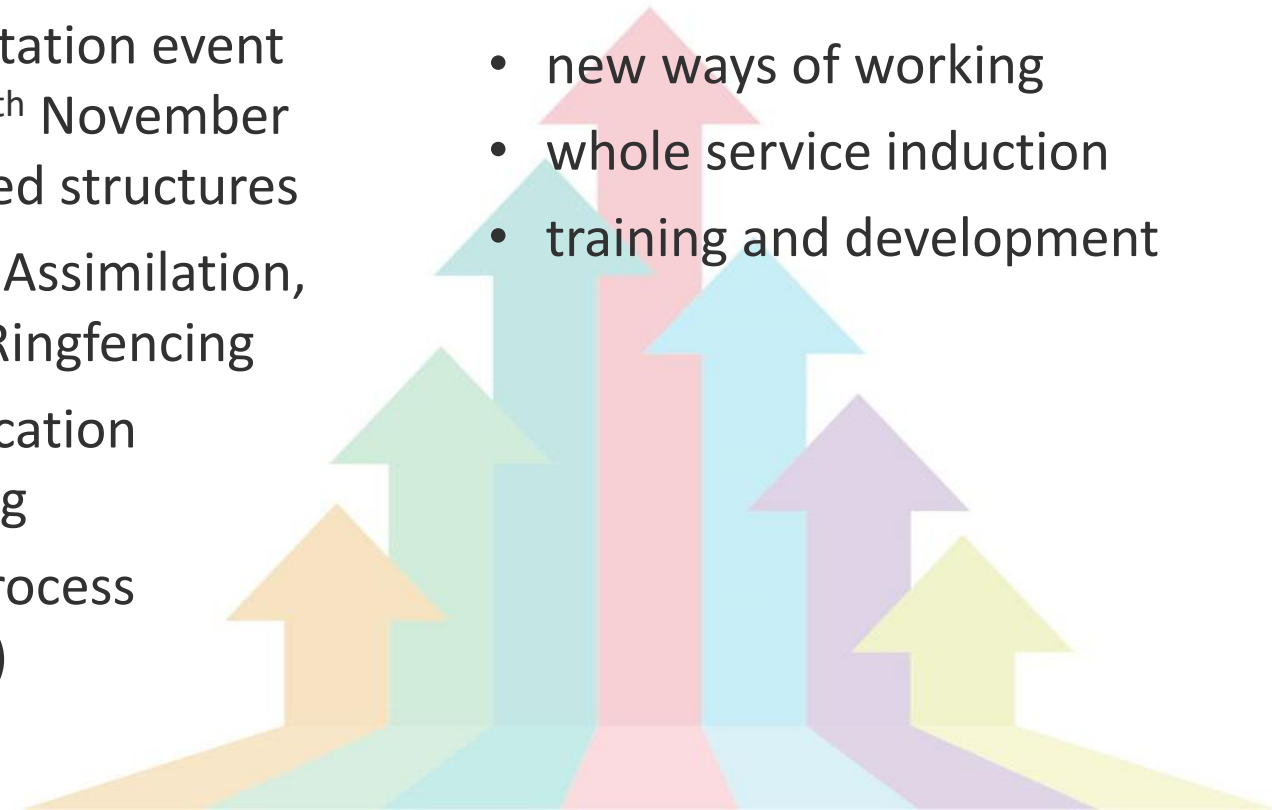 tation event
th November
ed structures
Assimilation,
Ringfencing
cation
g
rocess
)
• new ways of working
• whole service induction
• training and development